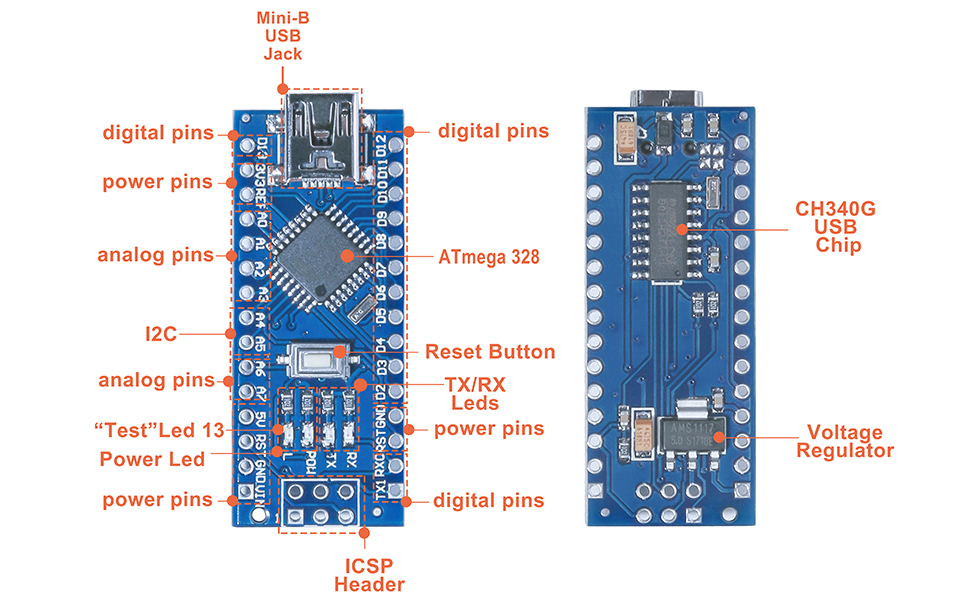 Mini-B
USB
Jack
digital pins
power pins
analog pins
I2C
analog pins
“Test”Led 13
Power Led
power pins
D13
3V3
REF
A0
A1
A2
A3
A4
A5
A6
A7
5V
RST
GND
VIN
D12
D11
D10
D9
D8
D7
D6
D5
D4
D3
D2
GND
RST
RX0
TX1
L
POW
TX
RX
digital pins
ATmega 328
Reset Button
TX/RX
Leds
power pins
digital pins
ICSP
Header
CH340G
USB
Chip
AMS1117
Voltage
Regulator